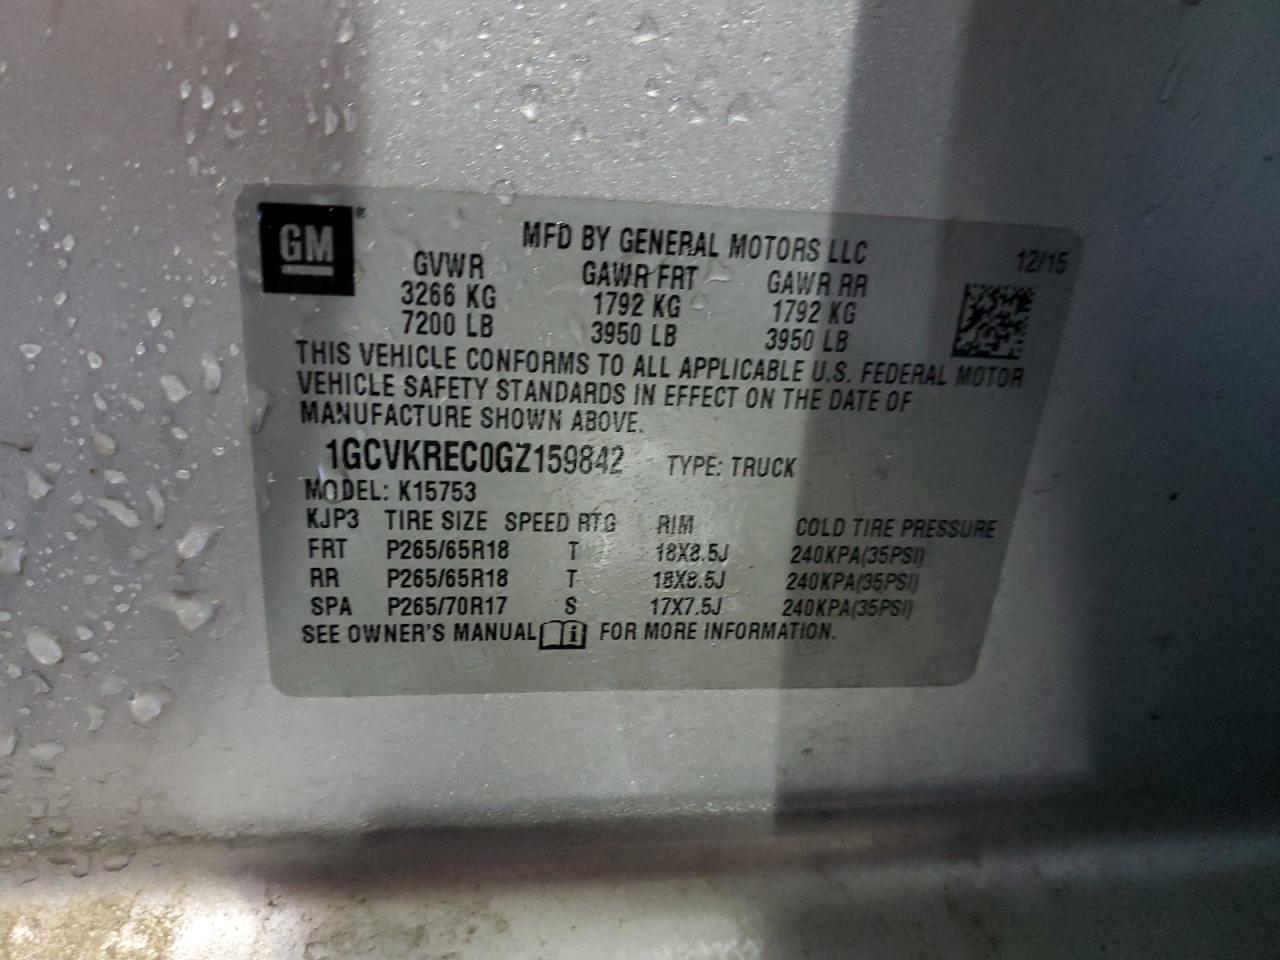 GM®
MFD BY GENERAL MOTORS LLC
12/15
GVWR GAWR FRT GAWR RR
3266 KG 1792 KG 1792 KG
7200 LB 3950 LB 3950 LB
THIS VEHICLE CONFORMS TO ALL APPLICABLE U.S. FEDERAL MOTOR
VEHICLE SAFETY STANDARDS IN EFFECT ON THE DATE OF
MANUFACTURE SHOWN ABOVE.
1GCVKREC0GZ159842 TYPE: TRUCK
MODEL: K15753
KJP3 TIRE SIZE SPEED RTG RIM COLD TIRE PRESSURE
FRT P265/65R18 T 18X8.5J 240KPA(35PSI)
RR P265/65R18 T 18X8.5J 240KPA(35PSI)
SPA P265/70R17 S 17X7.5J 240KPA(35PSI)
SEE OWNER'S MANUAL i FOR MORE INFORMATION.